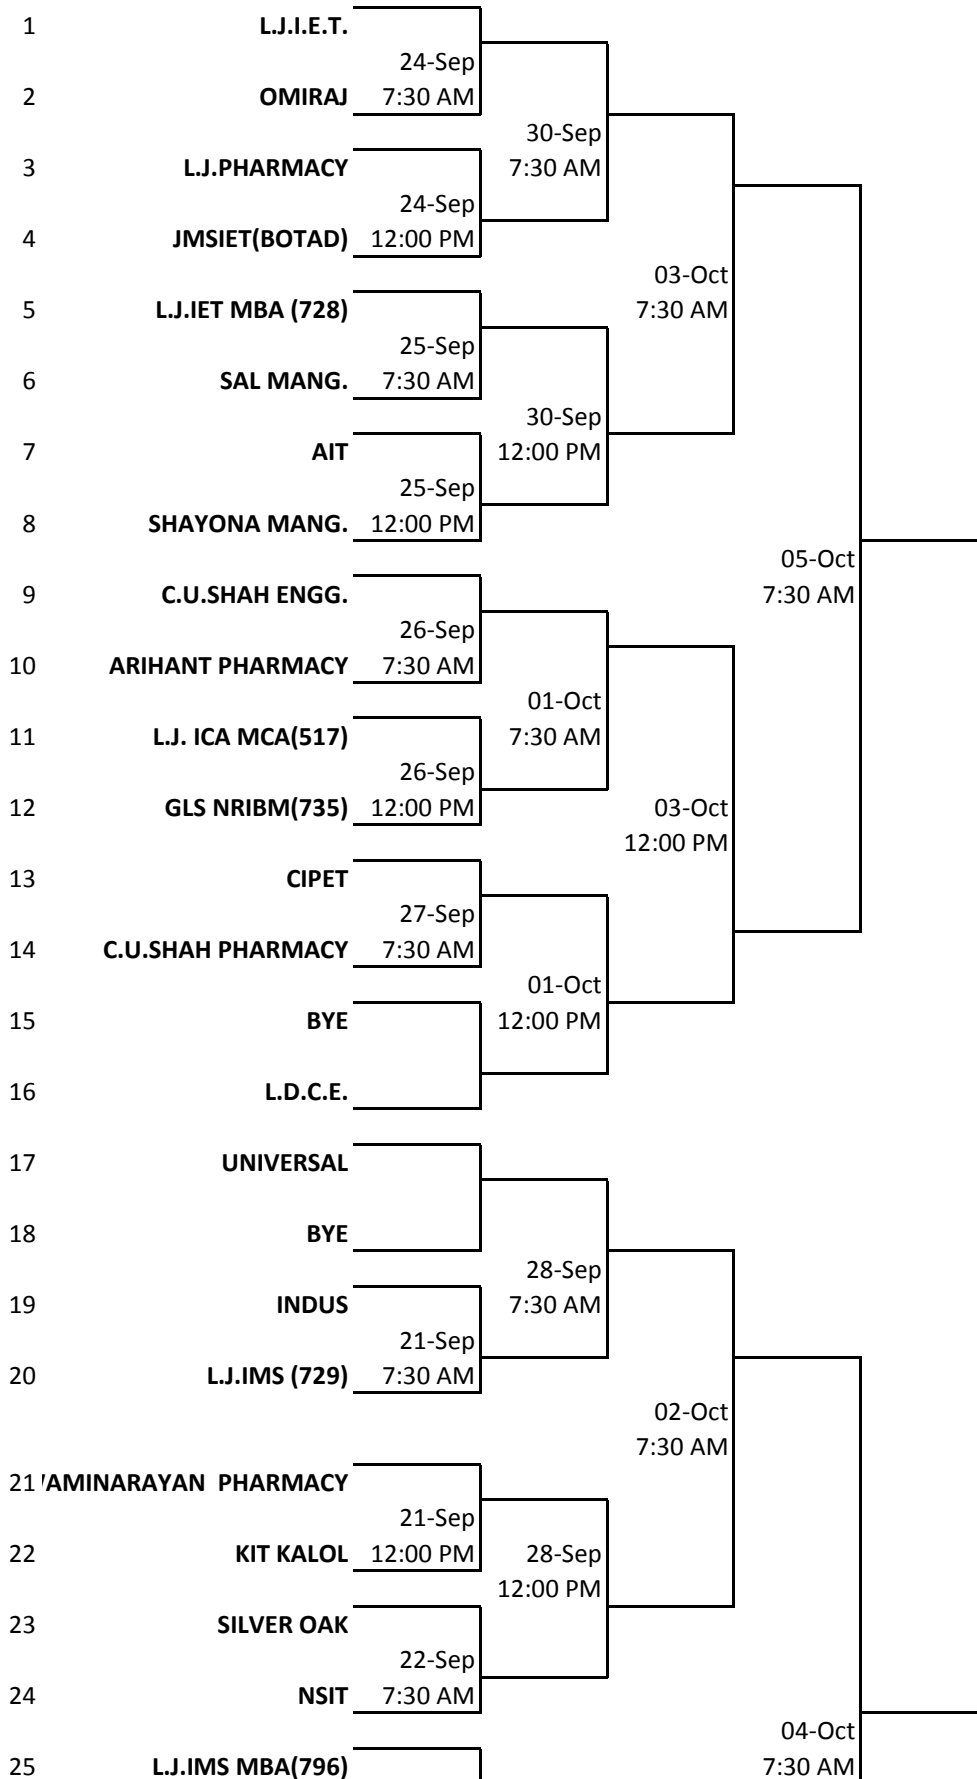 1 L.J.I.E.T.
24-Sep
2 OMIRAJ 7:30 AM
30-Sep
3 L.J.PHARMACY 7:30 AM
24-Sep
4 JMSIET(BOTAD) 12:00 PM
03-Oct
5 L.J.IET MBA (728) 7:30 AM
25-Sep
6 SAL MANG. 7:30 AM
30-Sep
7 AIT 12:00 PM
25-Sep
8 SHAYONA MANG. 12:00 PM
05-Oct
9 C.U.SHAH ENGG. 7:30 AM
26-Sep
10 ARIHANT PHARMACY 7:30 AM
01-Oct
11 L.J. ICA MCA(517) 7:30 AM
26-Sep
12 GLS NRIBM(735) 12:00 PM 03-Oct
12:00 PM
13 CIPET
27-Sep
14 C.U.SHAH PHARMACY 7:30 AM
01-Oct
15 BYE 12:00 PM
16 L.D.C.E.
17 UNIVERSAL
18 BYE
28-Sep
19 INDUS 7:30 AM
21-Sep
20 L.J.IMS (729) 7:30 AM
02-Oct
7:30 AM
21 AMINARAYAN PHARMACY
21-Sep
22 KIT KALOL 12:00 PM 28-Sep
12:00 PM
23 SILVER OAK
22-Sep
24 NSIT 7:30 AM
04-Oct
25 L.J.IMS MBA(796) 7:30 AM